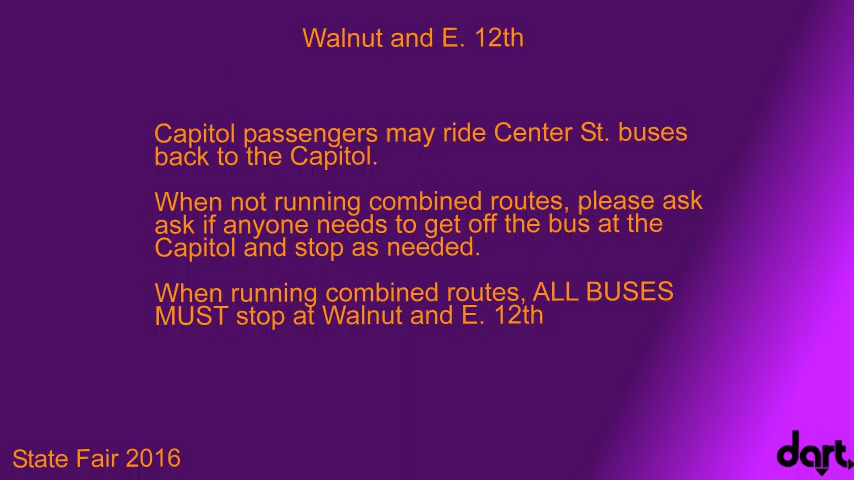 Walnut and E. 12th
Capitol passengers may ride Center St. buses
back to the Capitol.
When not running combined routes, please ask
ask if anyone needs to get off the bus at the
Capitol and stop as needed.
When running combined routes, ALL BUSES
MUST stop at Walnut and E. 12th
State Fair 2016
dart